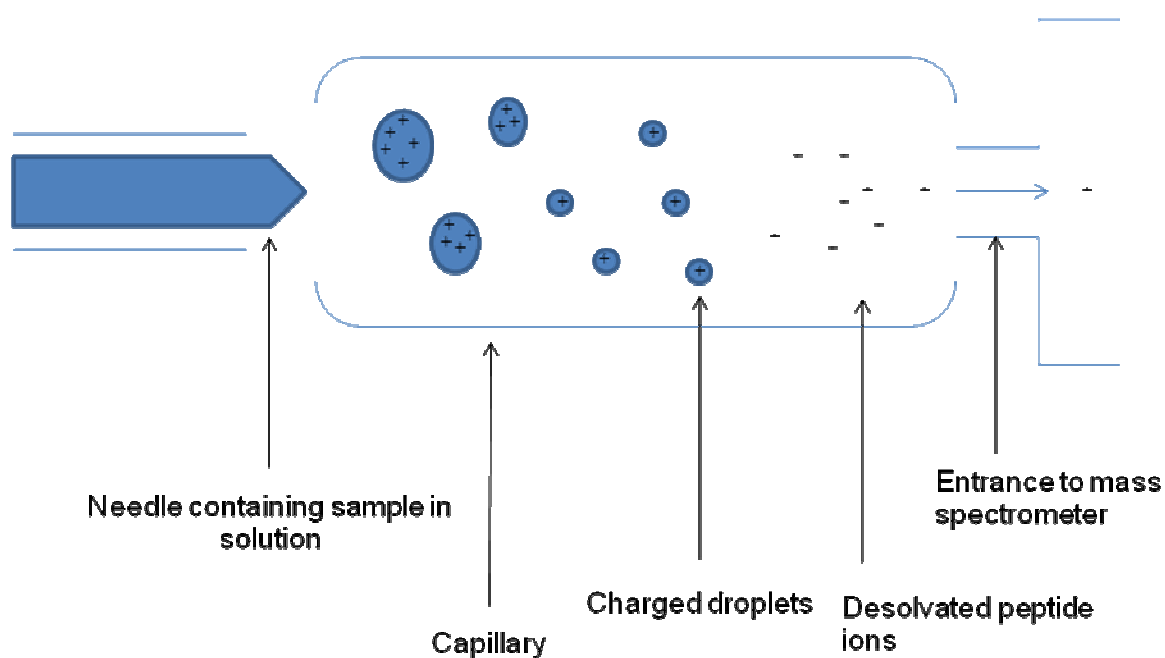 Needle containing sample in
solution
Capillary
Charged droplets
Desolvated peptide
ions
Entrance to mass
spectrometer